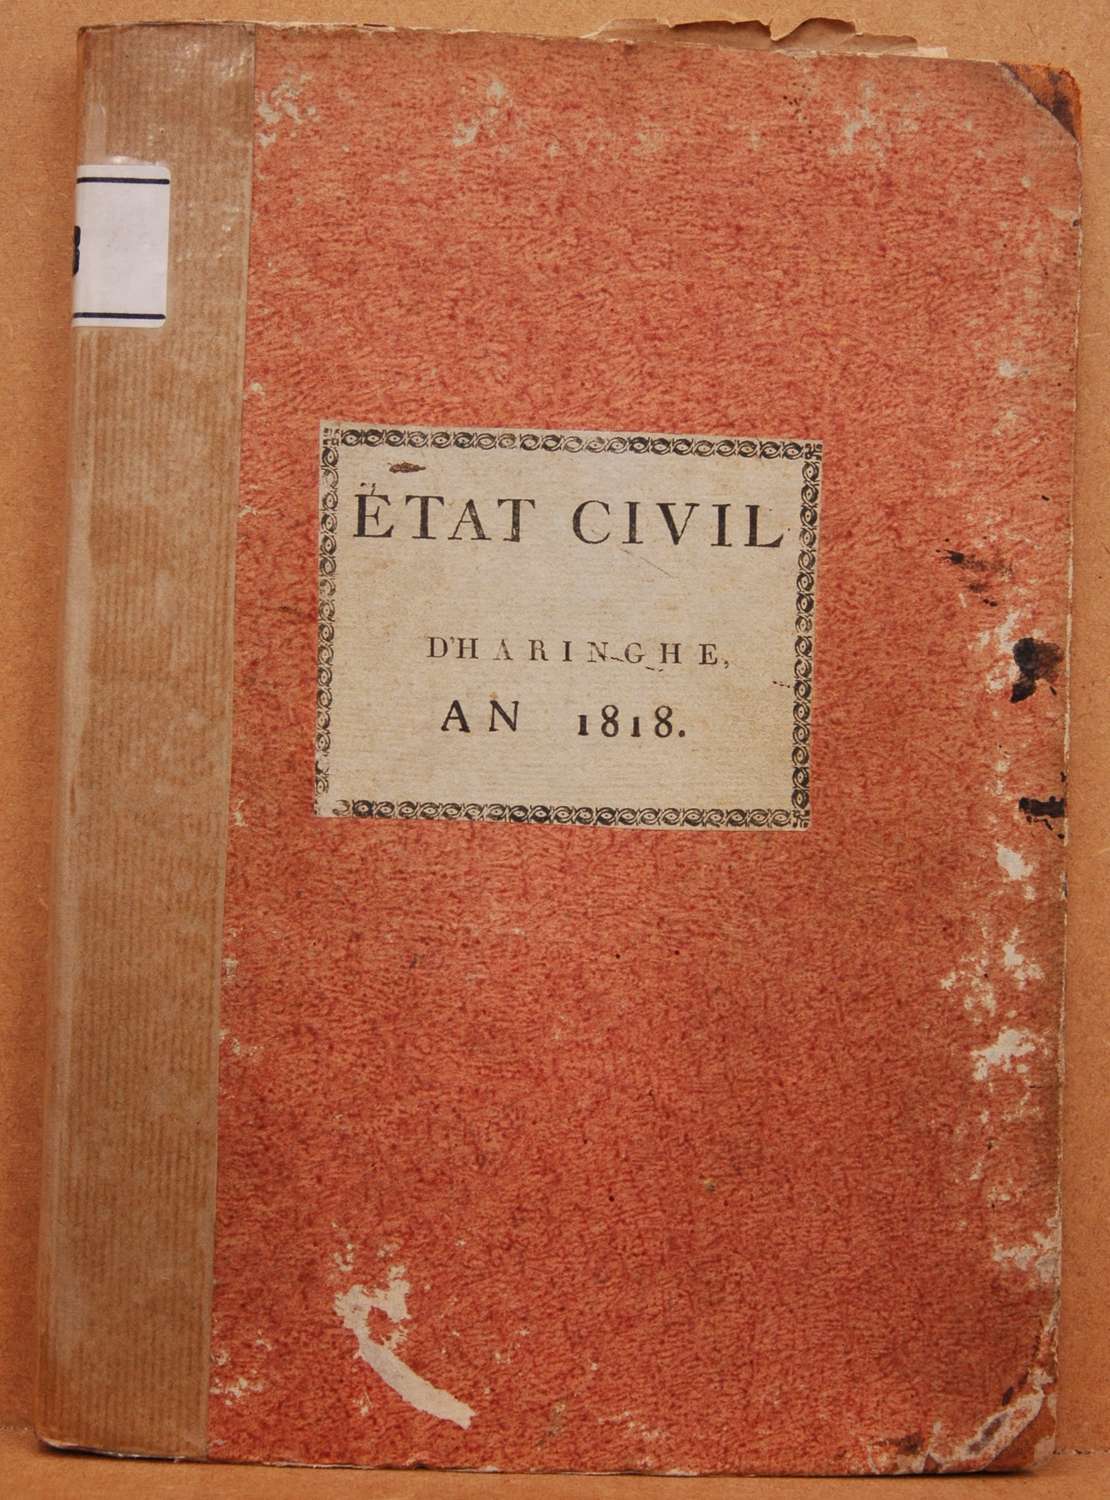 ÉTAT CIVIL
D'HARINGHE,
AN 1818.